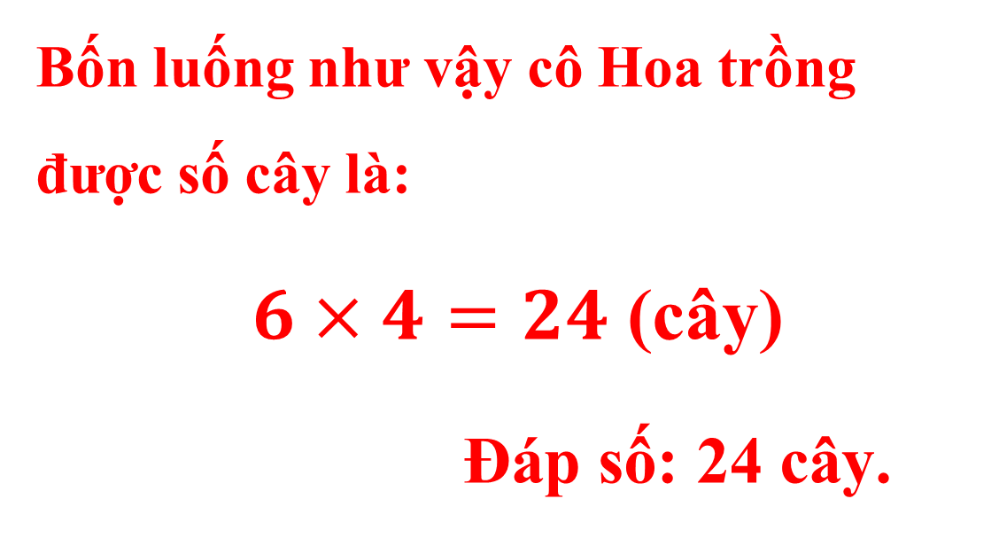 Bốn luống như vậy cô Hoa trồng
được số cây là:
6 × 4 = 24 (cây)
Đáp số: 24 cây.